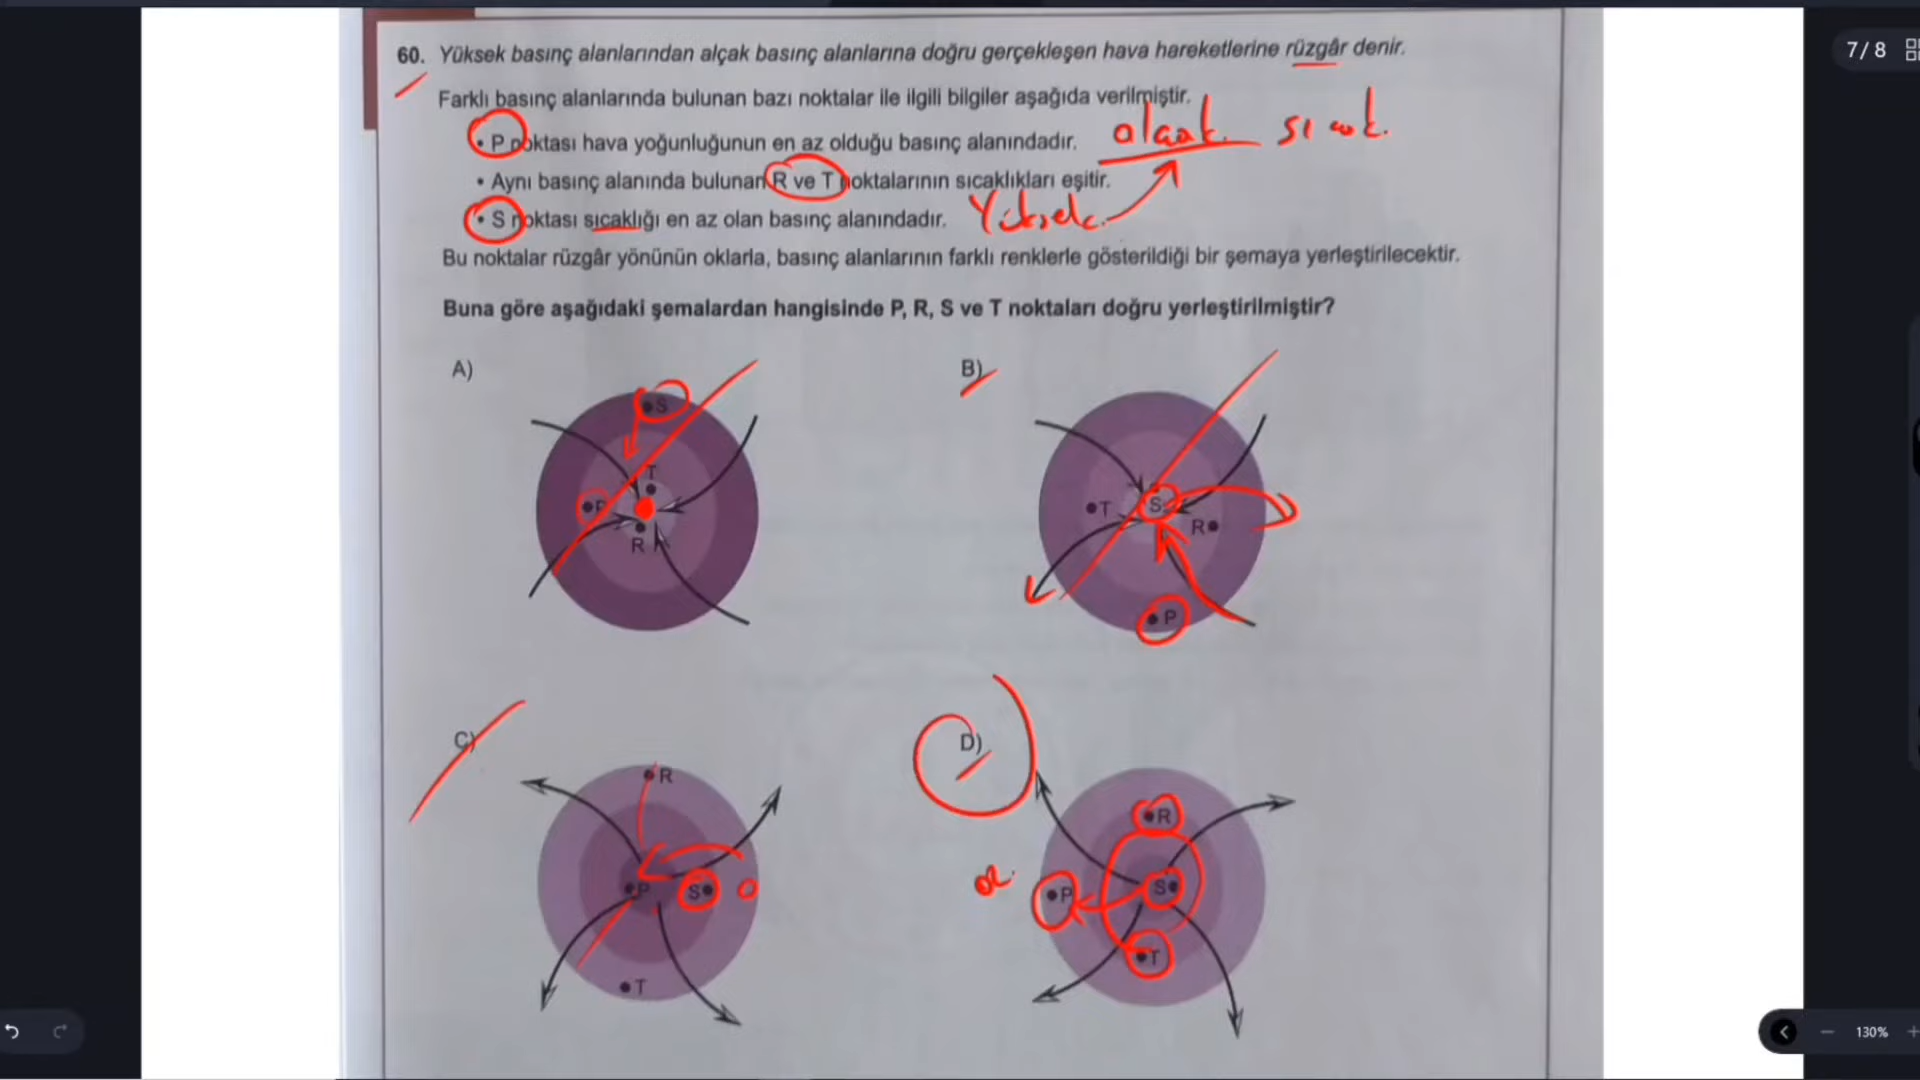 7/ 8
60. Yüksek basınç alanlarından alçak basınç alanlarına doğru gerçekleşen hava hareketlerine rüzgâr denir.
Farklı basınç alanlarında bulunan bazı noktalar ile ilgili bilgiler aşağıda verilmiştir.
• P noktası hava yoğunluğunun en az olduğu basınç alanındadır. alçak sıcak.
• Aynı basınç alanında bulunan R ve T noktalarının sıcaklıkları eşitir.
• S noktası sıcaklığı en az olan basınç alanındadır. Yüksek
Bu noktalar rüzgâr yönünün oklarla, basınç alanlarının farklı renklerle gösterildiği bir şemaya yerleştirilecektir.
Buna göre aşağıdaki şemalardan hangisinde P, R, S ve T noktaları doğru yerleştirilmiştir?
A)
S
T
P
R
B)
S
T
R
P
C)
R
P
S
T
D)
R
S
P
T
130%